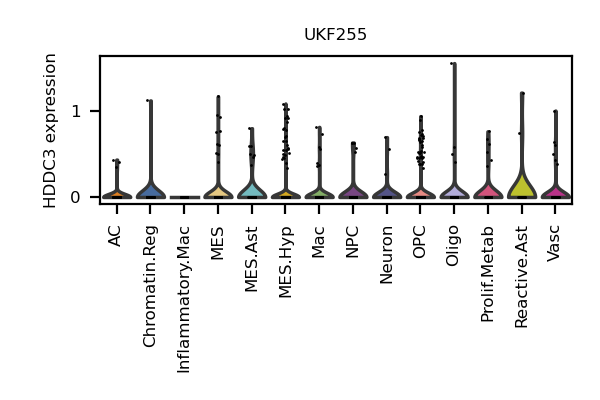 UKF255
HDDC3 expression
1
0
AC
Chromatin.Reg
Inflammatory.Mac
MES
MES.Ast
MES.Hyp
Mac
NPC
Neuron
OPC
Oligo
Prolif.Metab
Reactive.Ast
Vasc